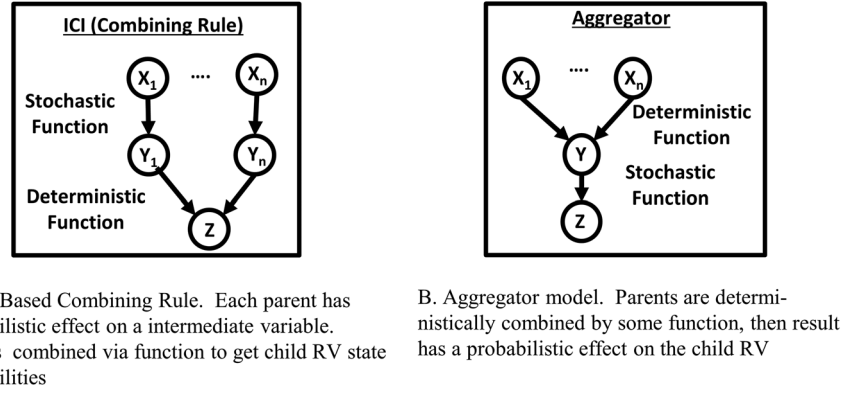 ICI (Combining Rule)
X1 .... Xn
Stochastic
Function
Y1 Yn
Deterministic
Function
Z
Based Combining Rule. Each parent has
ilistic effect on a intermediate variable.
combined via function to get child RV state
ilities
Aggregator
X1 .... Xn
Deterministic
Function
Y
Stochastic
Function
Z
B. Aggregator model. Parents are determi-
nistically combined by some function, then result
has a probabilistic effect on the child RV